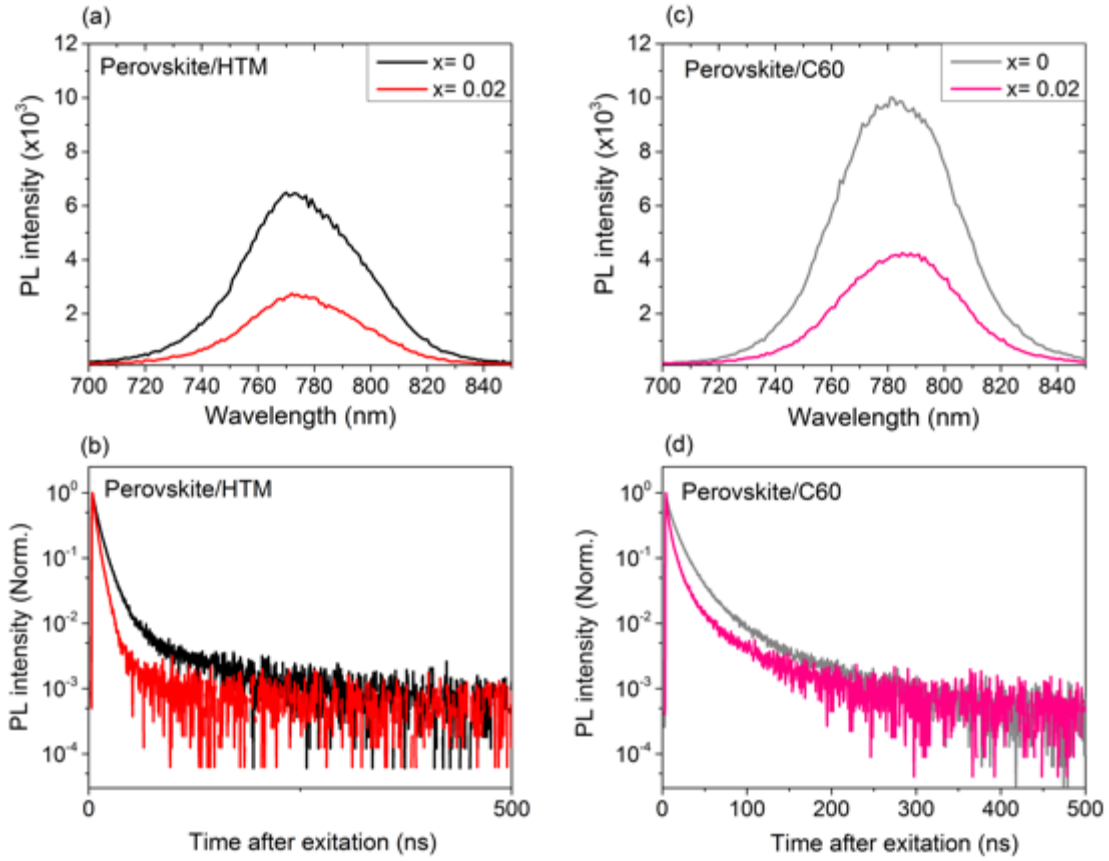 (a)
Perovskite/HTM
x= 0
x= 0.02
12
10
8
6
4
2
PL intensity (x10³)
700 720 740 760 780 800 820 840
Wavelength (nm)
(c)
Perovskite/C60
x= 0
x= 0.02
12
10
8
6
4
2
PL intensity (x10³)
700 720 740 760 780 800 820 840
Wavelength (nm)
(b)
Perovskite/HTM
10⁰
10⁻¹
10⁻²
10⁻³
10⁻⁴
PL intensity (Norm.)
0 500
Time after exitation (ns)
(d)
Perovskite/C60
10⁰
10⁻¹
10⁻²
10⁻³
10⁻⁴
PL intensity (Norm.)
0 100 200 300 400 500
Time after exitation (ns)